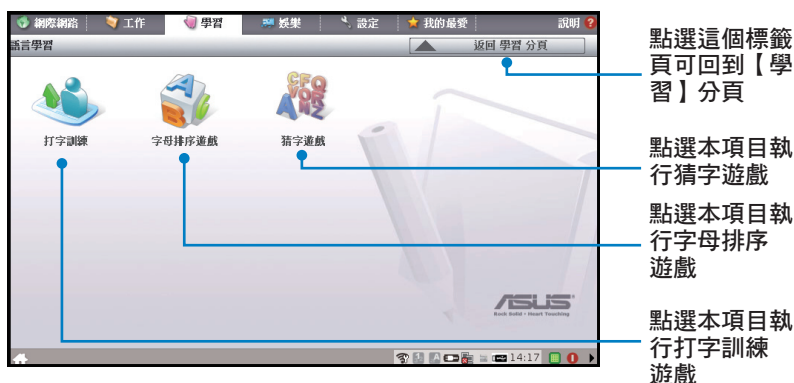 網際網路 工作 學習 娛樂 設定 我的最愛 說明
語言學習 返回 學習 分頁
打字訓練 字母排序遊戲 猜字遊戲
ASUS
Rock Solid • Heart Touching
14:17
點選這個標籤
頁可回到【學
習】分頁
點選本項目執
行猜字遊戲
點選本項目執
行字母排序
遊戲
點選本項目執
行打字訓練
遊戲